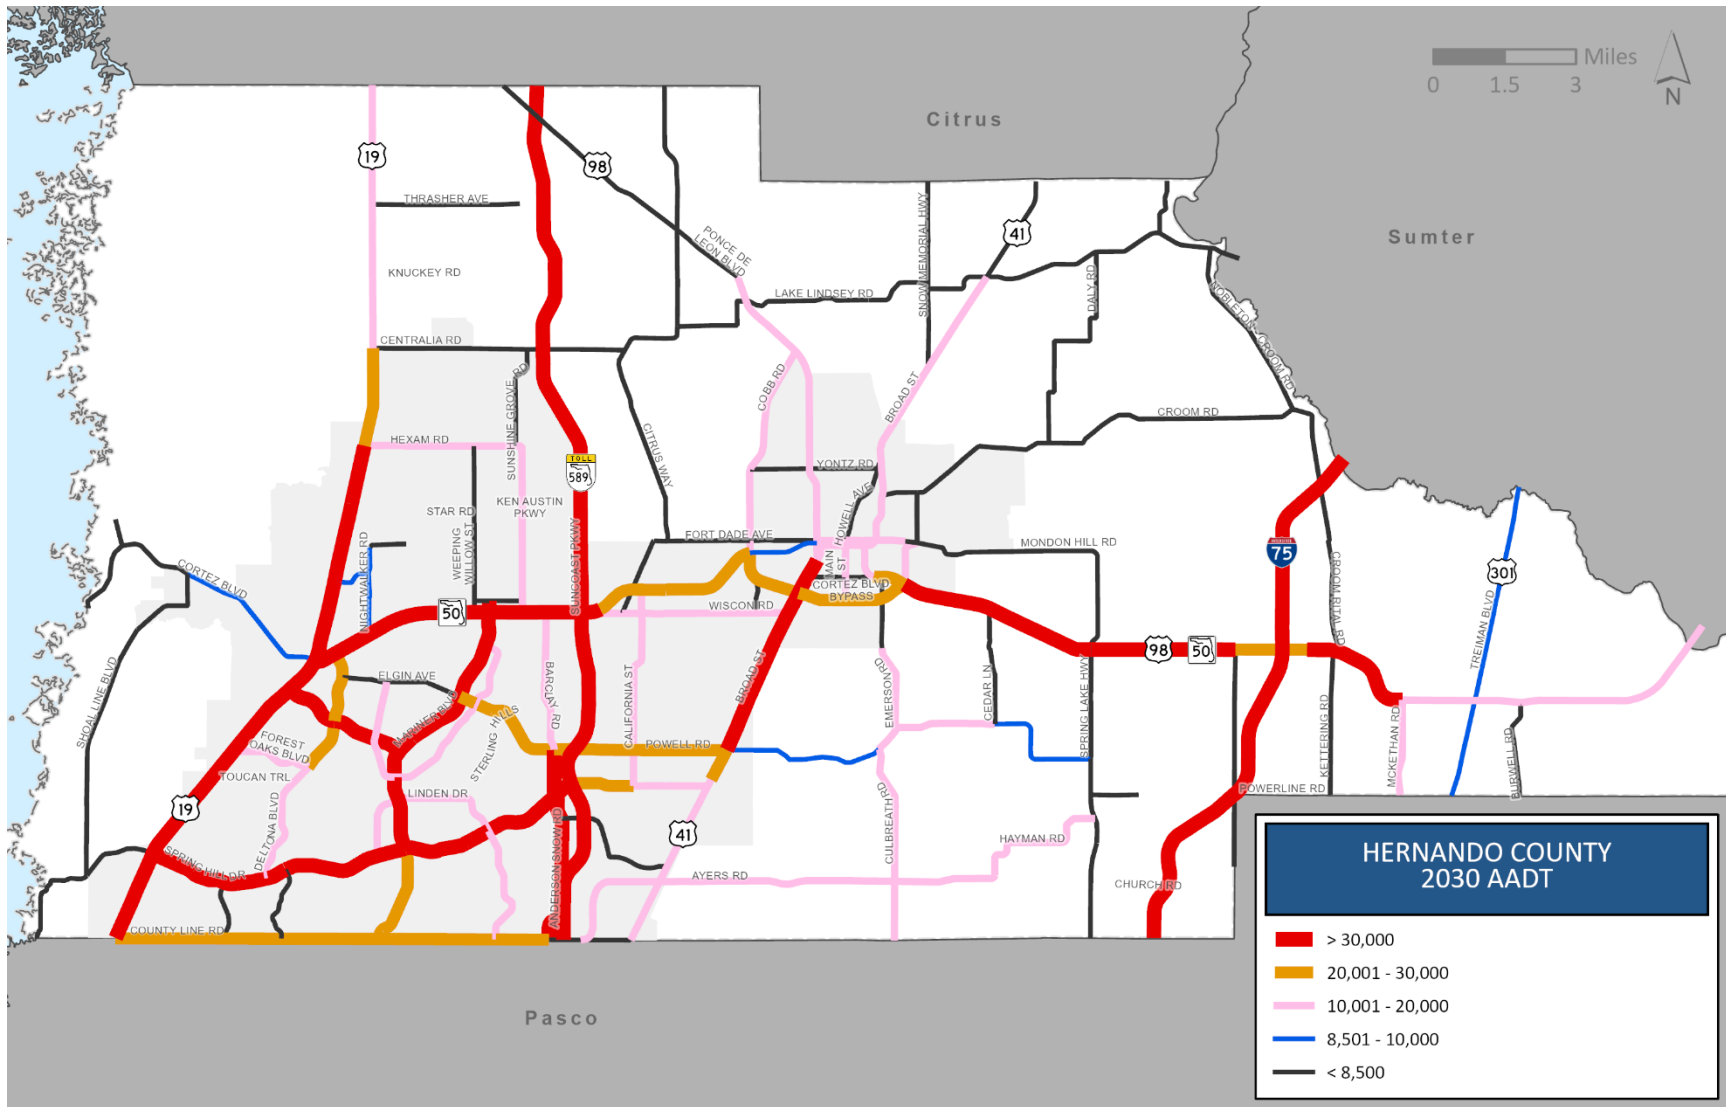 Miles
0 1.5 3
N
Citrus
Sumter
Pasco
19
98
41
THRASHER AVE
PONCE DE
LEON BLVD
SNOW MEMORIAL HWY
KNUCKEY RD
LAKE LINDSEY RD
DALY RD
NOBLETON CROOM RD
CENTRALIA RD
SUNSHINE GROVE RD
COBB RD
BROAD ST
CROOM RD
HEXAM RD
CITRUS WAY
TOLL
589
YONTZ RD
KEN AUSTIN
PKWY
STAR RD
HOWELL AVE
WEEPING
WILLOW ST
NIGHTWALKER RD
SUNCOAST PKWY
FORT DADE AVE
MAIN
ST
MONDON HILL RD
75
CROOM RITAL RD
301
TREIMAN BLVD
CORTEZ BLVD
CORTEZ BLVD
BYPASS
50
WISCON RD
98
50
SHOAL LINE BLVD
ELGIN AVE
BARCLAY RD
CALIFORNIA ST
BROAD ST
EMERSON RD
CEDAR LN
SPRING LAKE HWY
MARINER BLVD
STERLING HILLS
FOREST
OAKS BLVD
POWELL RD
KETTERING RD
MCKETHAN RD
BURWELL RD
TOUCAN TRL
LINDEN DR
POWERLINE RD
19
DELTONA BLVD
ANDERSON SNOW RD
41
CULBREATH RD
HAYMAN RD
SPRING HILL DR
AYERS RD
CHURCH RD
COUNTY LINE RD
HERNANDO COUNTY
2030 AADT
> 30,000
20,001 - 30,000
10,001 - 20,000
8,501 - 10,000
< 8,500